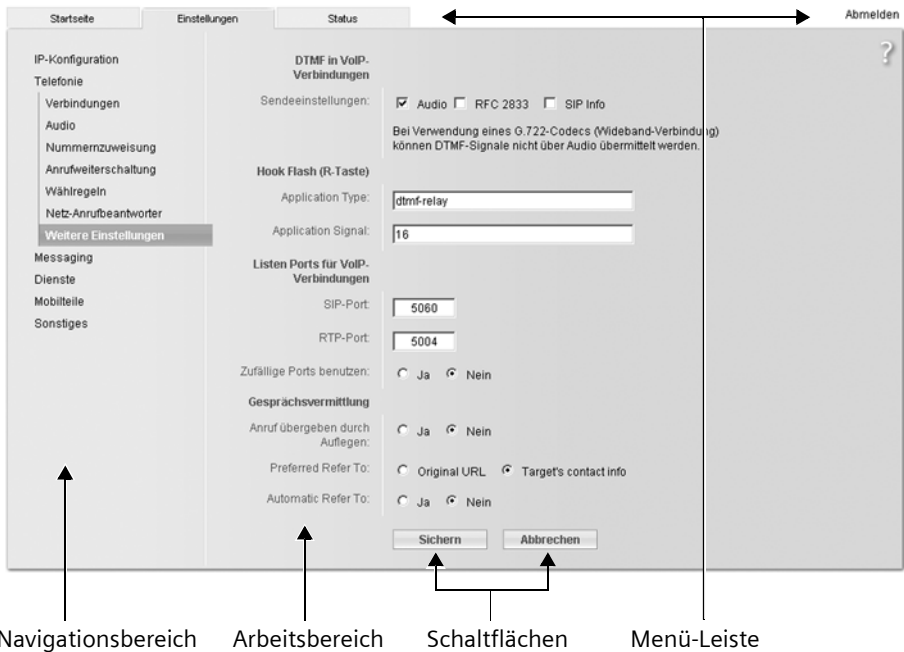 Startseite Einstellungen Status Abmelden
?
IP-Konfiguration
Telefonie
Verbindungen
Audio
Nummernzuweisung
Anrufweiterschaltung
Wählregeln
Netz-Anrufbeantworter
Weitere Einstellungen
Messaging
Dienste
Mobilteile
Sonstiges
DTMF in VoIP-
Verbindungen
Sendeeinstellungen: Audio RFC 2833 SIP Info
Bei Verwendung eines G.722-Codecs (Wideband-Verbindung)
können DTMF-Signale nicht über Audio übermittelt werden.
Hook Flash (R-Taste)
Application Type: dtmf-relay
Application Signal: 16
Listen Ports für VoIP-
Verbindungen
SIP-Port: 5060
RTP-Port: 5004
Zufällige Ports benutzen: Ja Nein
Gesprächsvermittlung
Anruf übergeben durch
Auflegen: Ja Nein
Preferred Refer To: Original URL Target's contact info
Automatic Refer To: Ja Nein
Sichern Abbrechen
Navigationsbereich Arbeitsbereich Schaltflächen Menü-Leiste